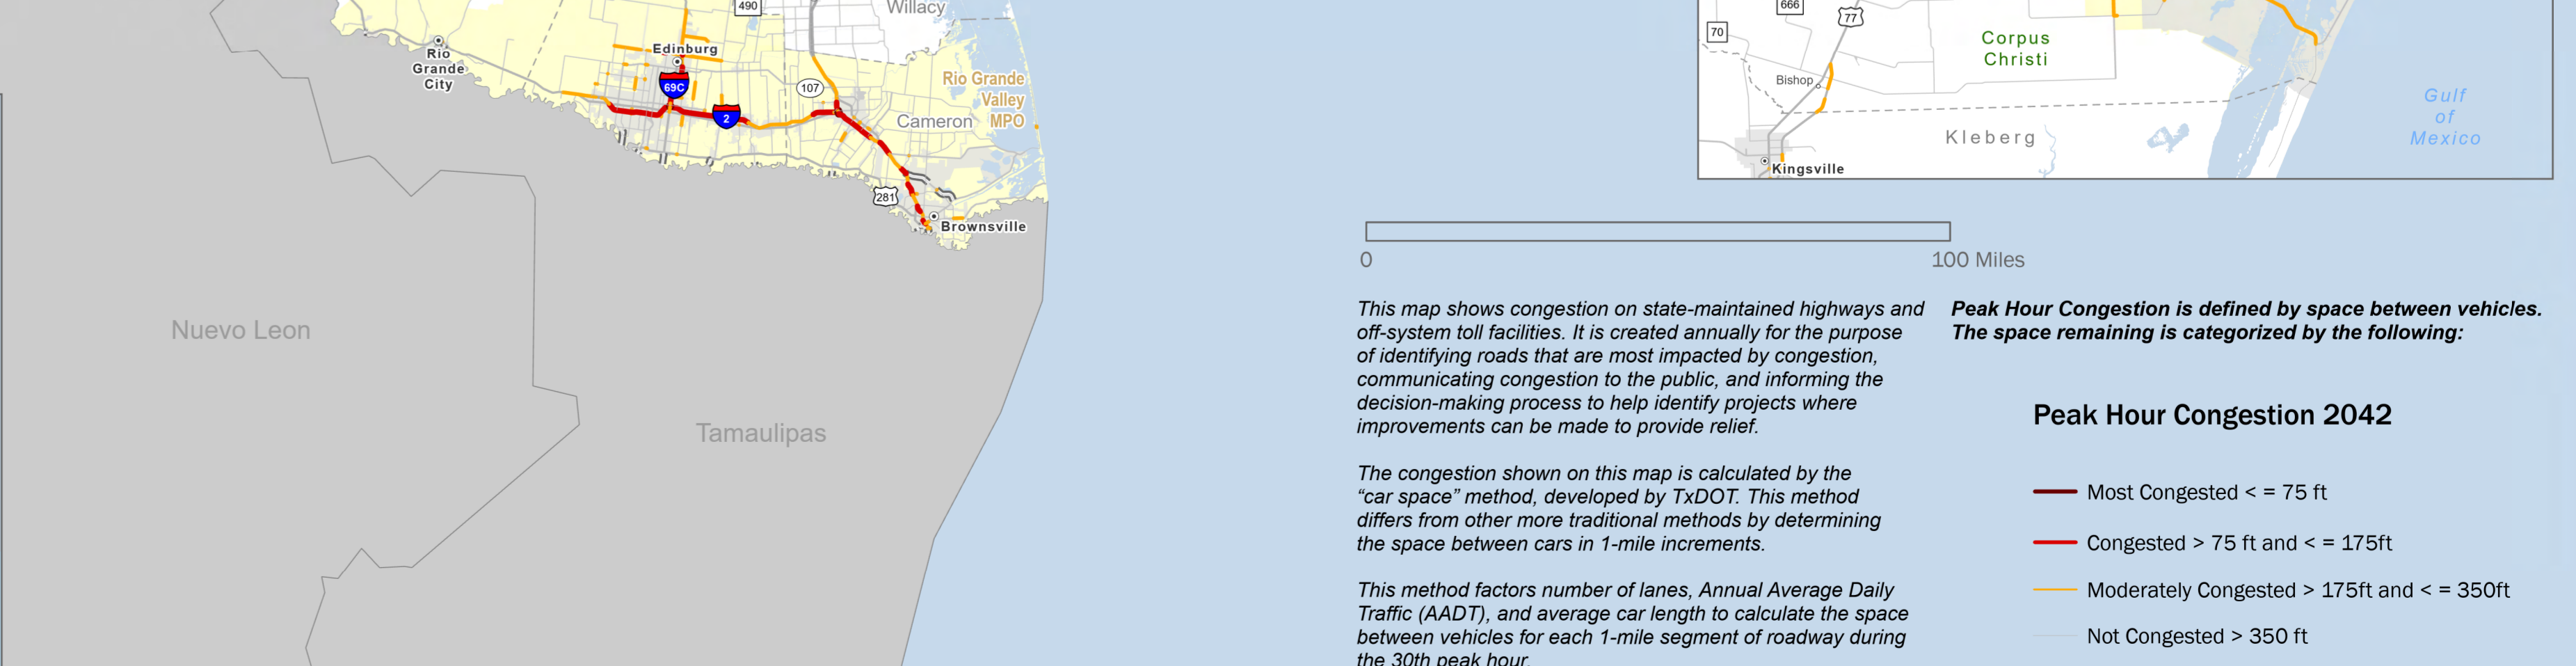 490
Willacy
Edinburg
Rio
Grande
City
69C
107
2
Rio Grande
Valley
MPO
Cameron
281
Brownsville
Nuevo Leon
Tamaulipas
666
77
70
Corpus
Christi
Bishop
Kleberg
Kingsville
Gulf
of
Mexico
0
100 Miles
This map shows congestion on state-maintained highways and
off-system toll facilities. It is created annually for the purpose
of identifying roads that are most impacted by congestion,
communicating congestion to the public, and informing the
decision-making process to help identify projects where
improvements can be made to provide relief.
The congestion shown on this map is calculated by the
“car space” method, developed by TxDOT. This method
differs from other more traditional methods by determining
the space between cars in 1-mile increments.
This method factors number of lanes, Annual Average Daily
Traffic (AADT), and average car length to calculate the space
between vehicles for each 1-mile segment of roadway during
the 30th peak hour.
Peak Hour Congestion is defined by space between vehicles.
The space remaining is categorized by the following:
Peak Hour Congestion 2042
Most Congested < = 75 ft
Congested > 75 ft and < = 175ft
Moderately Congested > 175ft and < = 350ft
Not Congested > 350 ft